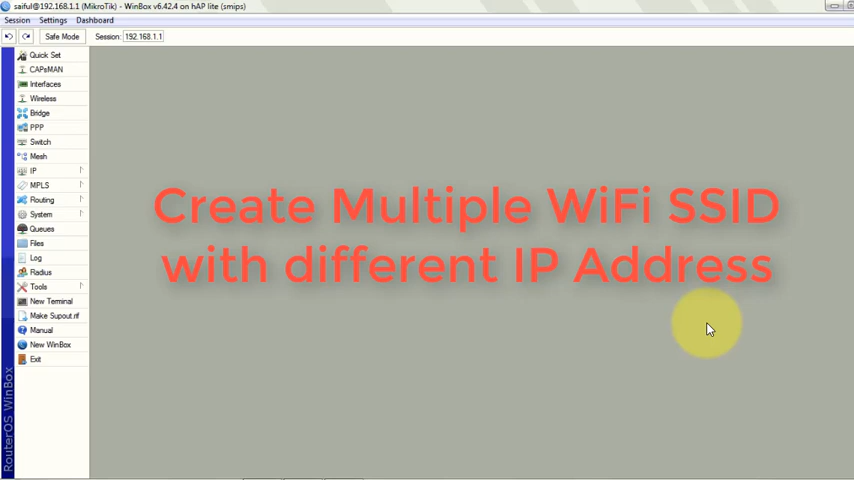 saiful@192.168.1.1 (MikroTik) - WinBox v6.42.4 on hAP lite (smips)
Session Settings Dashboard
Safe Mode Session: 192.168.1.1
Quick Set
CAPsMAN
Interfaces
Wireless
Bridge
PPP
Switch
Mesh
IP
MPLS
Routing
System
Queues
Files
Log
Radius
Tools
New Terminal
Make Supout.rif
Manual
New WinBox
Exit
RouterOS WinBox
Create Multiple WiFi SSID
with different IP Address